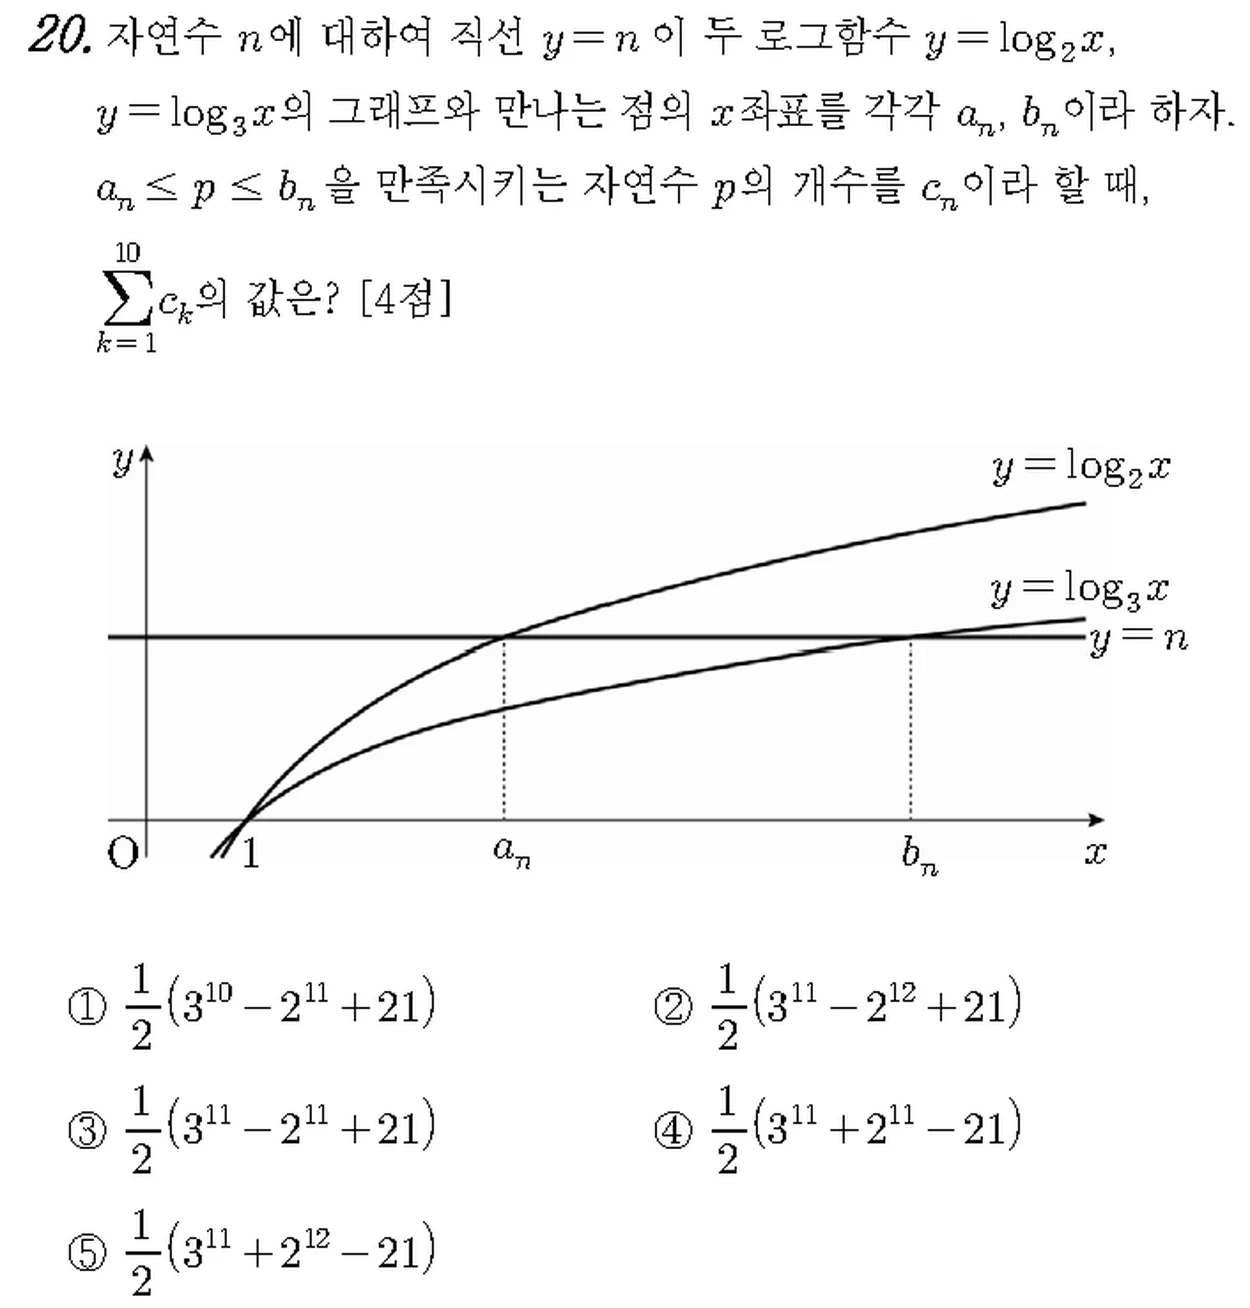 20. 자연수 n에 대하여 직선 y=n 이 두 로그함수 y=log₂x,
y=log₃x의 그래프와 만나는 점의 x좌표를 각각 aₙ, bₙ이라 하자.
aₙ ≤ p ≤ bₙ 을 만족시키는 자연수 p의 개수를 cₙ이라 할 때,
10
∑cₖ의 값은? [4점]
k=1
y
y=log₂x
y=log₃x
y=n
O 1 aₙ bₙ x
① 1/2(3¹⁰−2¹¹+21) ② 1/2(3¹¹−2¹²+21)
③ 1/2(3¹¹−2¹¹+21) ④ 1/2(3¹¹+2¹¹−21)
⑤ 1/2(3¹¹+2¹²−21)